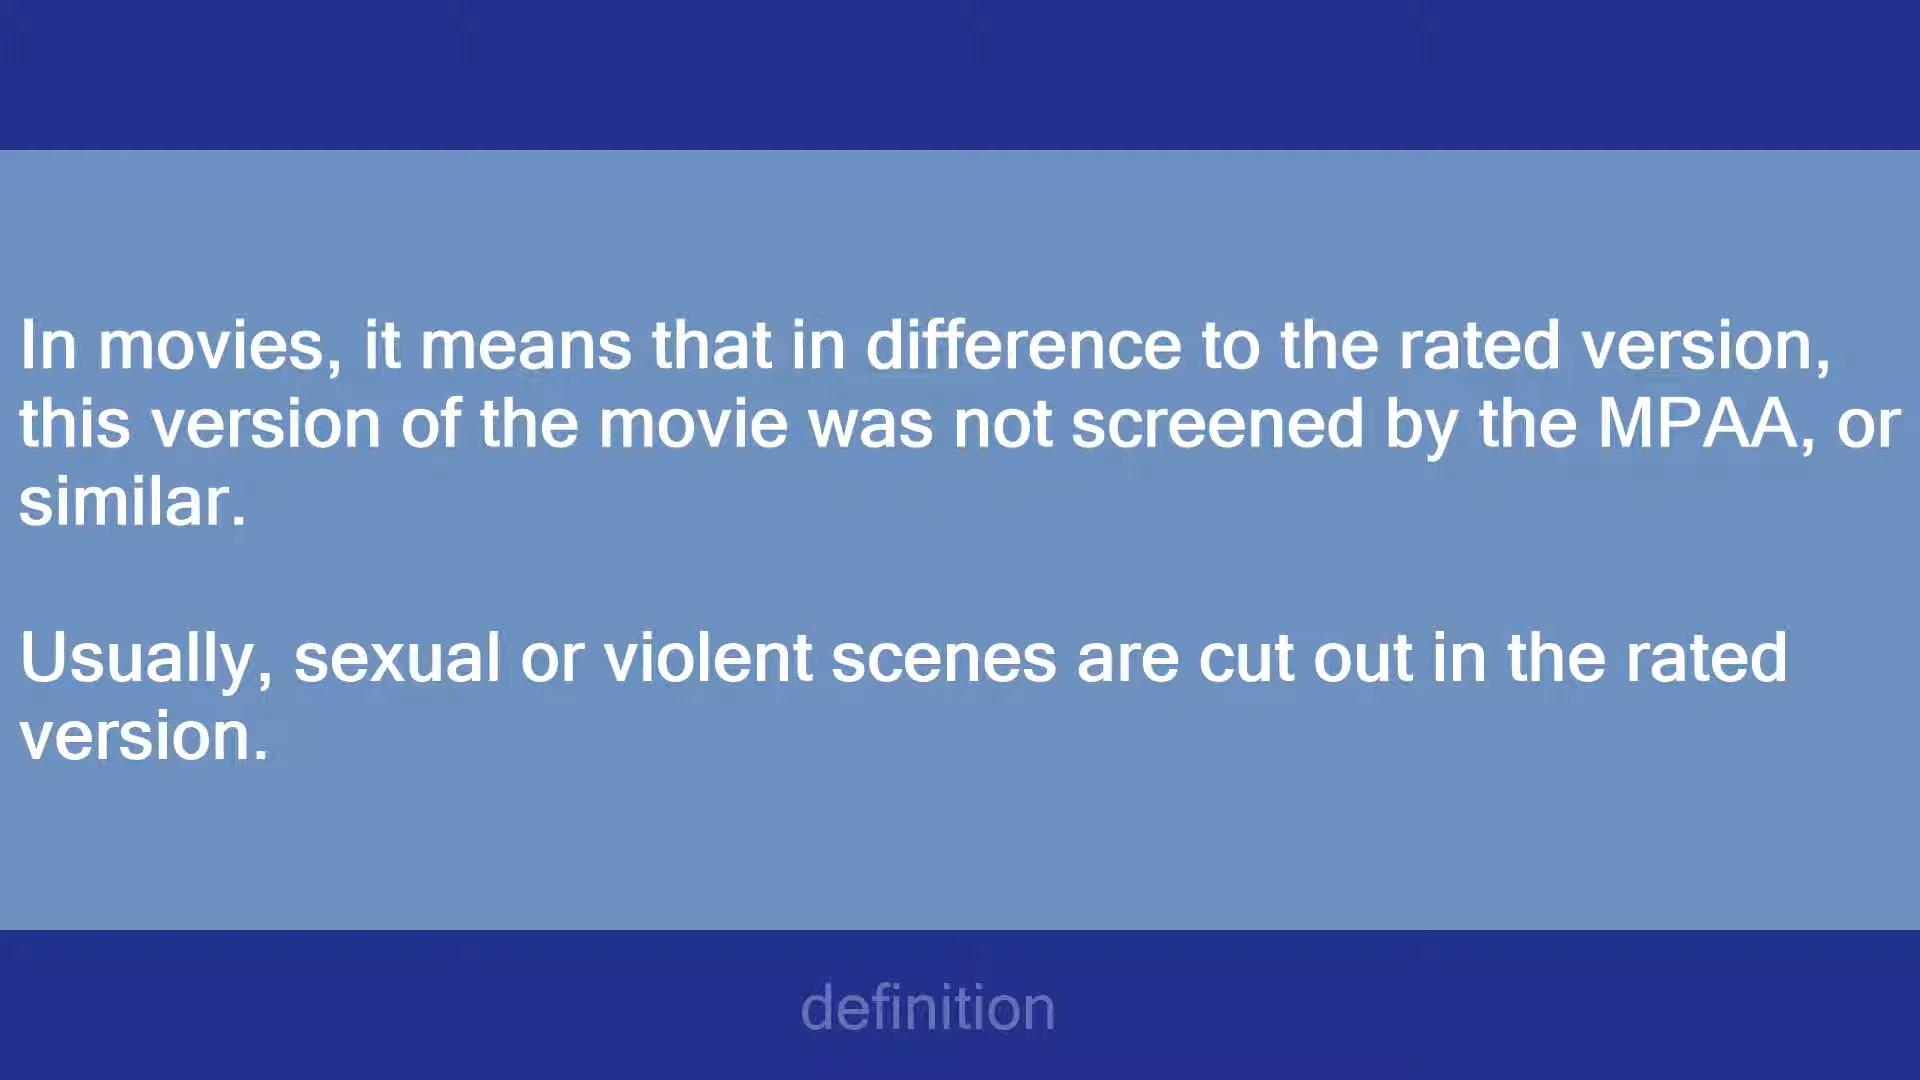 In movies, it means that in difference to the rated version,
this version of the movie was not screened by the MPAA, or
similar.
Usually, sexual or violent scenes are cut out in the rated
version.
definition